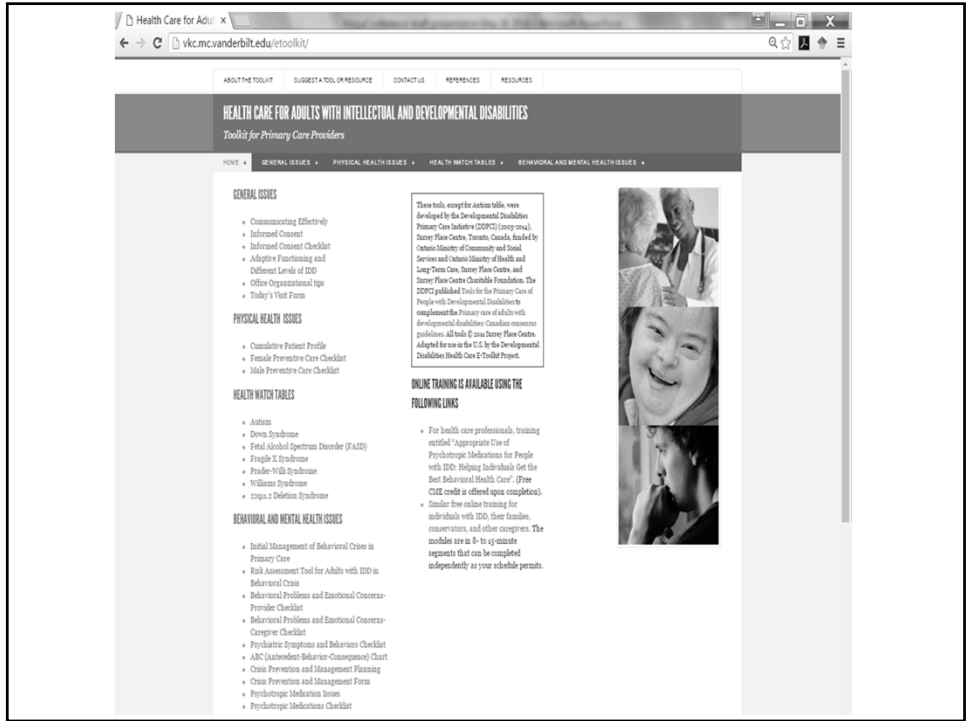 Health Care for Adul ×
vkc.mc.vanderbilt.edu/etoolkit/
ABOUT THE TOOLKIT SUGGEST A TOOL OR RESOURCE CONTACT US REFERENCES RESOURCES
HEALTH CARE FOR ADULTS WITH INTELLECTUAL AND DEVELOPMENTAL DISABILITIES
Toolkit for Primary Care Providers
HOME GENERAL ISSUES PHYSICAL HEALTH ISSUES HEALTH WATCH TABLES BEHAVIORAL AND MENTAL HEALTH ISSUES
GENERAL ISSUES
Communicating Effectively
Informed Consent
Informed Consent Checklist
Adaptive Functioning and
Different Levels of IDD
Office Organizational tips
Today's Visit Form
PHYSICAL HEALTH ISSUES
Cumulative Patient Profile
Female Preventive Care Checklist
Male Preventive Care Checklist
HEALTH WATCH TABLES
Autism
Down Syndrome
Fetal Alcohol Spectrum Disorder (FASD)
Fragile X Syndrome
Prader-Willi Syndrome
Williams Syndrome
22q11.2 Deletion Syndrome
BEHAVIORAL AND MENTAL HEALTH ISSUES
Initial Management of Behavioral Crises in
Primary Care
Risk Assessment Tool for Adults with IDD in
Behavioral Crisis
Behavioral Problems and Emotional Concerns-
Provider Checklist
Behavioral Problems and Emotional Concerns-
Caregiver Checklist
Psychiatric Symptoms and Behaviors Checklist
ABC (Antecedent-Behavior-Consequence) Chart
Crisis Prevention and Management Planning
Crisis Prevention and Management Form
Psychotropic Medication Issues
Psychotropic Medications Checklist
These tools, except for Autism table, were
developed by the Developmental Disabilities
Primary Care Initiative (DDPCI) (2005-2014),
Surrey Place Centre, Toronto, Canada, funded by
Ontario Ministry of Community and Social
Services and Ontario Ministry of Health and
Long-Term Care, Surrey Place Centre, and
Surrey Place Centre Charitable Foundation. The
DDPCI published Tools for the Primary Care of
People with Developmental Disabilities to
complement the Primary care of adults with
developmental disabilities: Canadian consensus
guidelines. All tools © 2011 Surrey Place Centre.
Adapted for use in the U.S. by the Developmental
Disabilities Health Care E-Toolkit Project.
ONLINE TRAINING IS AVAILABLE USING THE
FOLLOWING LINKS
For health care professionals, training
entitled "Appropriate Use of
Psychotropic Medications for People
with IDD: Helping Individuals Get the
Best Behavioral Health Care". (Free
CME credit is offered upon completion).
Similar free online training for
individuals with IDD, their families,
conservators, and other caregivers. The
modules are in 8- to 15-minute
segments that can be completed
independently as your schedule permits.